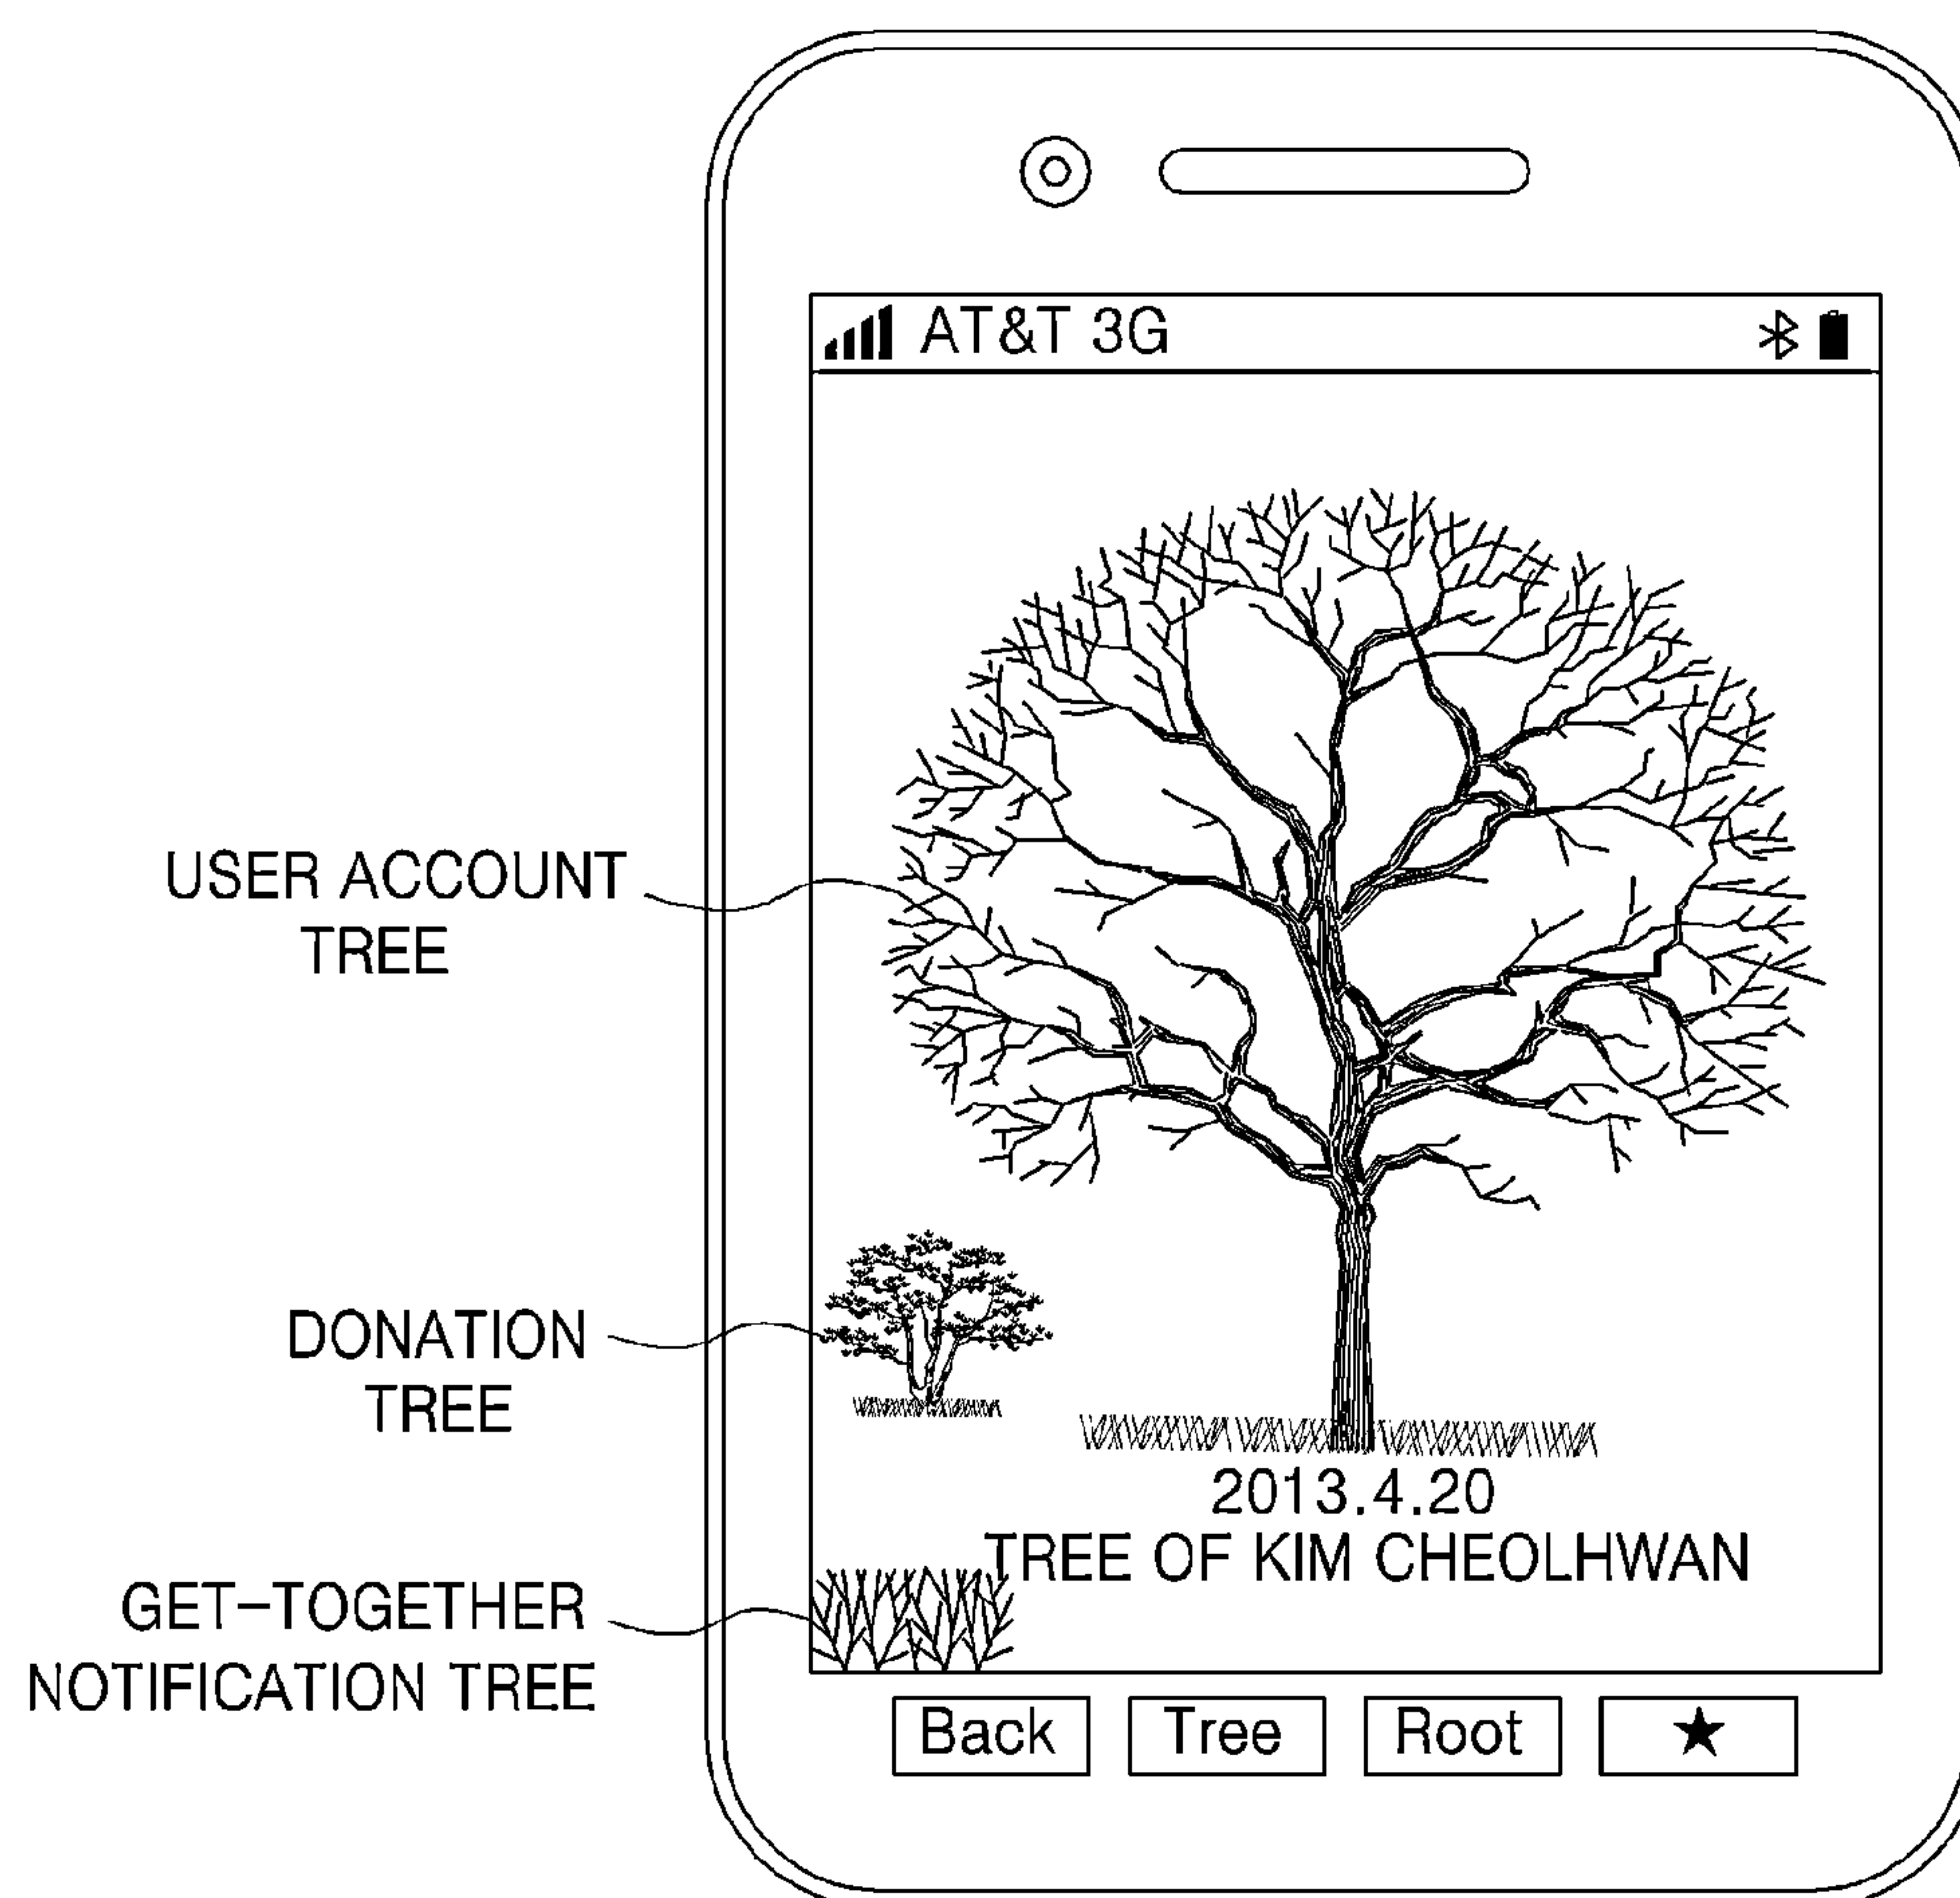 AT&T 3G
USER ACCOUNT
TREE
DONATION
TREE
2013.4.20
TREE OF KIM CHEOLHWAN
GET-TOGETHER
NOTIFICATION TREE
Back
Tree
Root
★